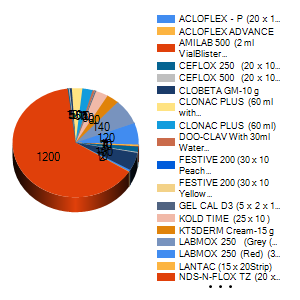 ACLOFLEX - P (20 x 1...
ACLOFLEX ADVANCE
AMILAB 500 (2 ml
VialBlister...
CEFLOX 250 (20 x 10...
CEFLOX 500 (20 x 10...
CLOBETA GM-10 g
CLONAC PLUS (60 ml
with...
CLONAC PLUS (60 ml)
DOXO-CLAV With 30ml
Water...
FESTIVE 200 (30 x 10
Peach...
FESTIVE 200 (30 x 10
Yellow...
GEL CAL D3 (5 x 2 x 1...
KOLD TIME (25 x 10 )
KT5DERM Cream-15 g
LABMOX 250 (Grey (...
LABMOX 250 (Red) (3...
LANTAC (15 x 20Strip)
NDS-N-FLOX TZ (20 x
...
140
120
1200